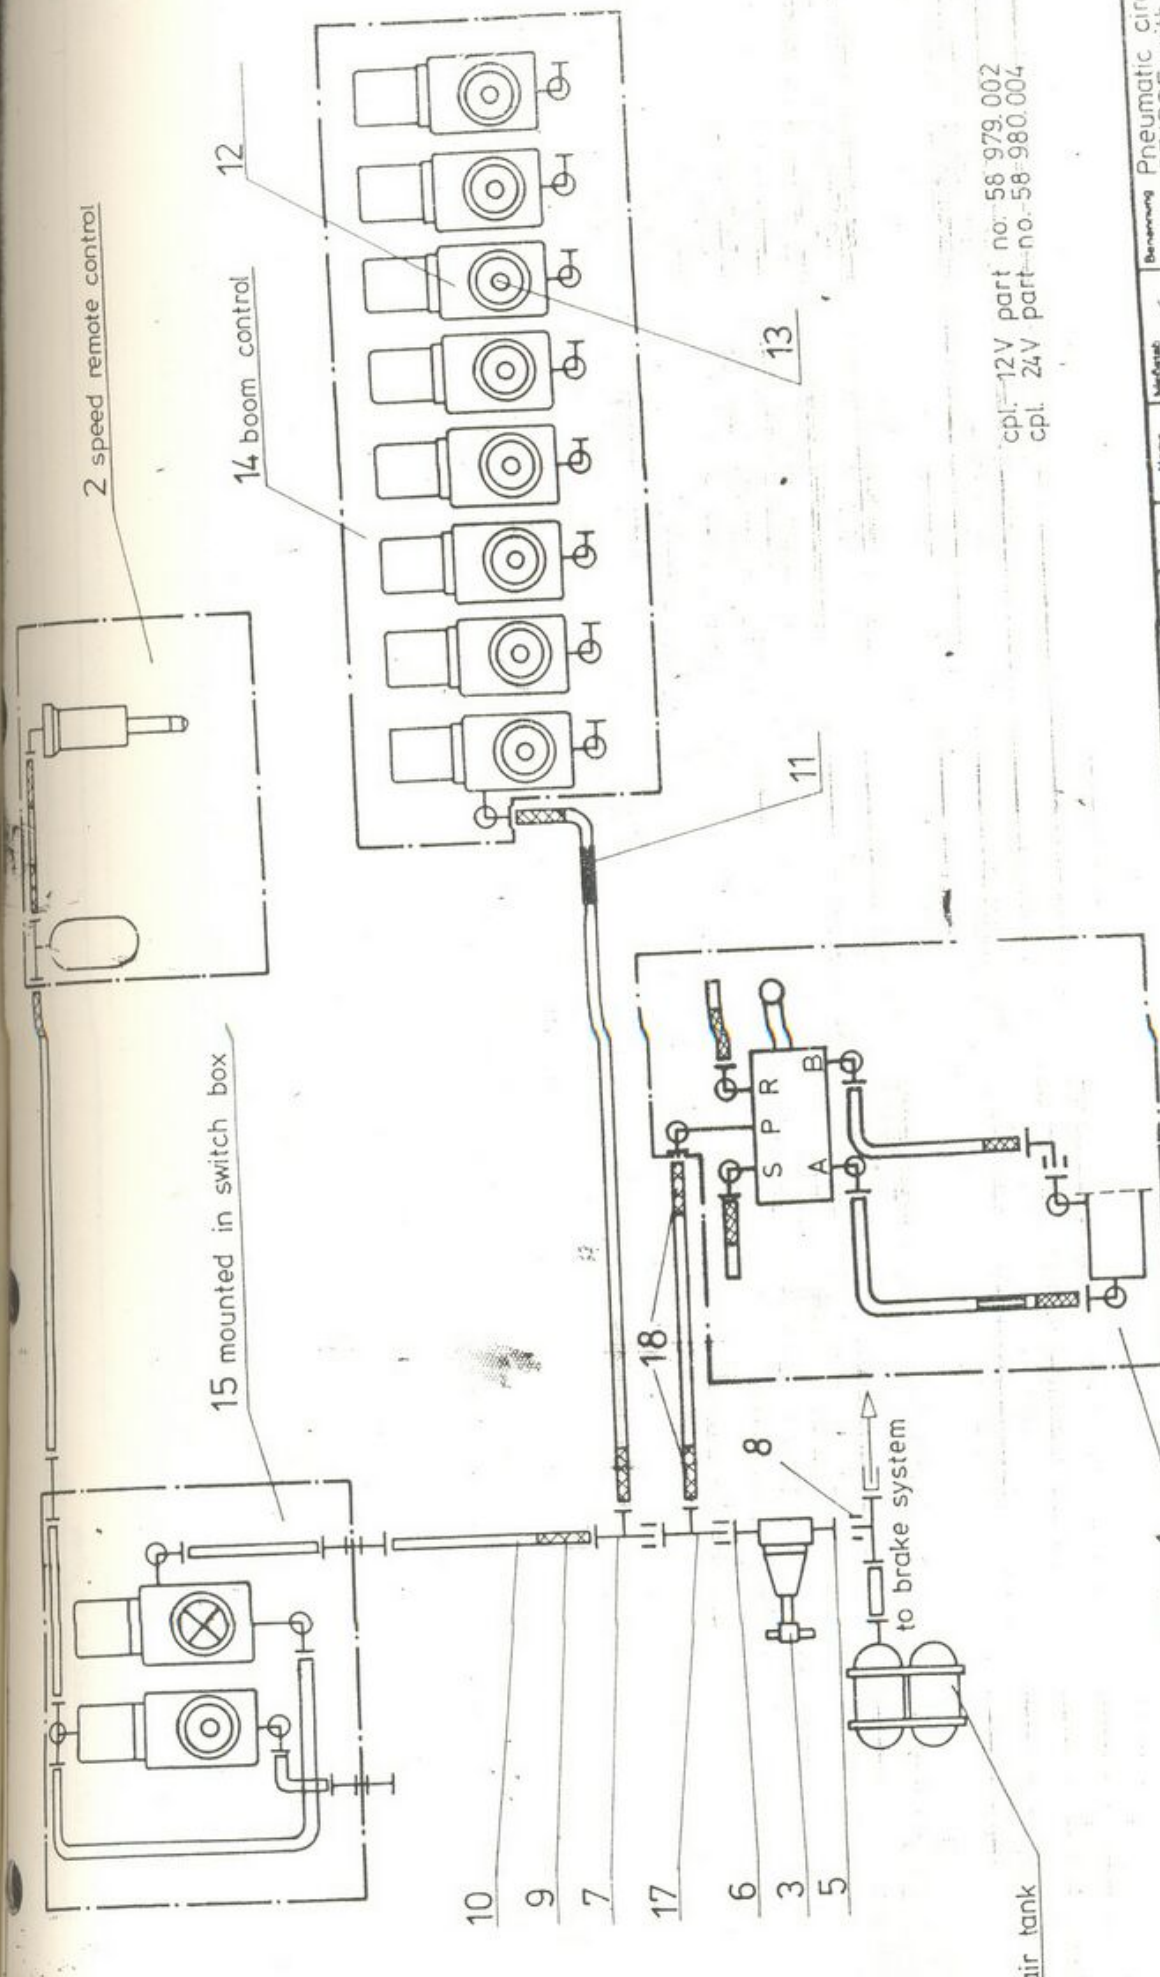 2 speed remote control
14 boom control
12
13
15 mounted in switch box
11
10
9
7
17
6
3
5
18
8
S P R
A B
to brake system
air tank
cpl. 12V part no. 58 979.002
cpl. 24V part no. 58 980.004
Benennung Pneumatic